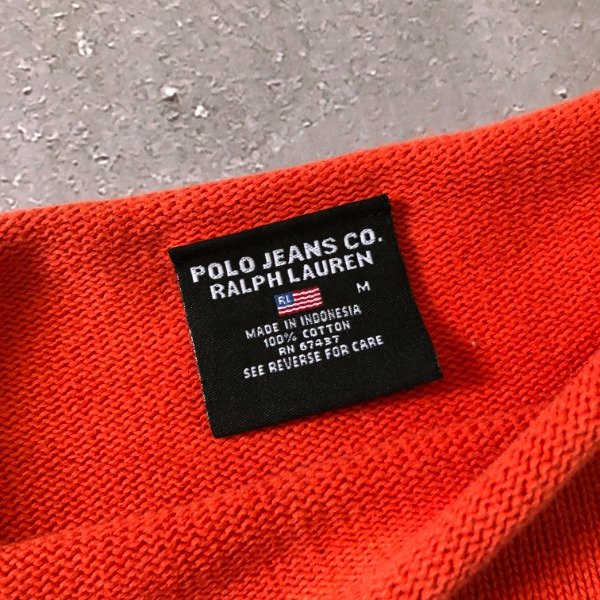 POLO JEANS CO.
RALPH LAUREN
RL
M
MADE IN INDONESIA
100% COTTON
RN 67437
SEE REVERSE FOR CARE